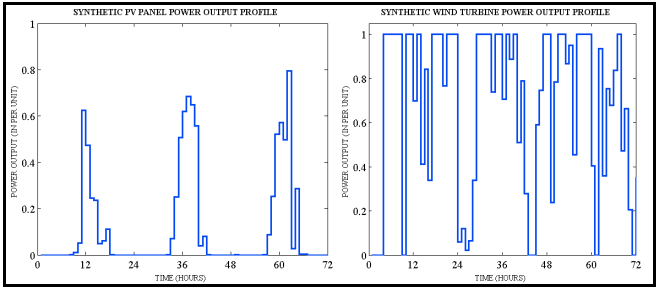 SYNTHETIC PV PANEL POWER OUTPUT PROFILE
POWER OUTPUT (IN PER UNIT)
1
0.8
0.6
0.4
0.2
0
0 12 24 36 48 60 72
TIME (HOURS)
SYNTHETIC WIND TURBINE POWER OUTPUT PROFILE
POWER OUTPUT (IN PER UNIT)
1
0.8
0.6
0.4
0.2
0
0 12 24 36 48 60 72
TIME (HOURS)